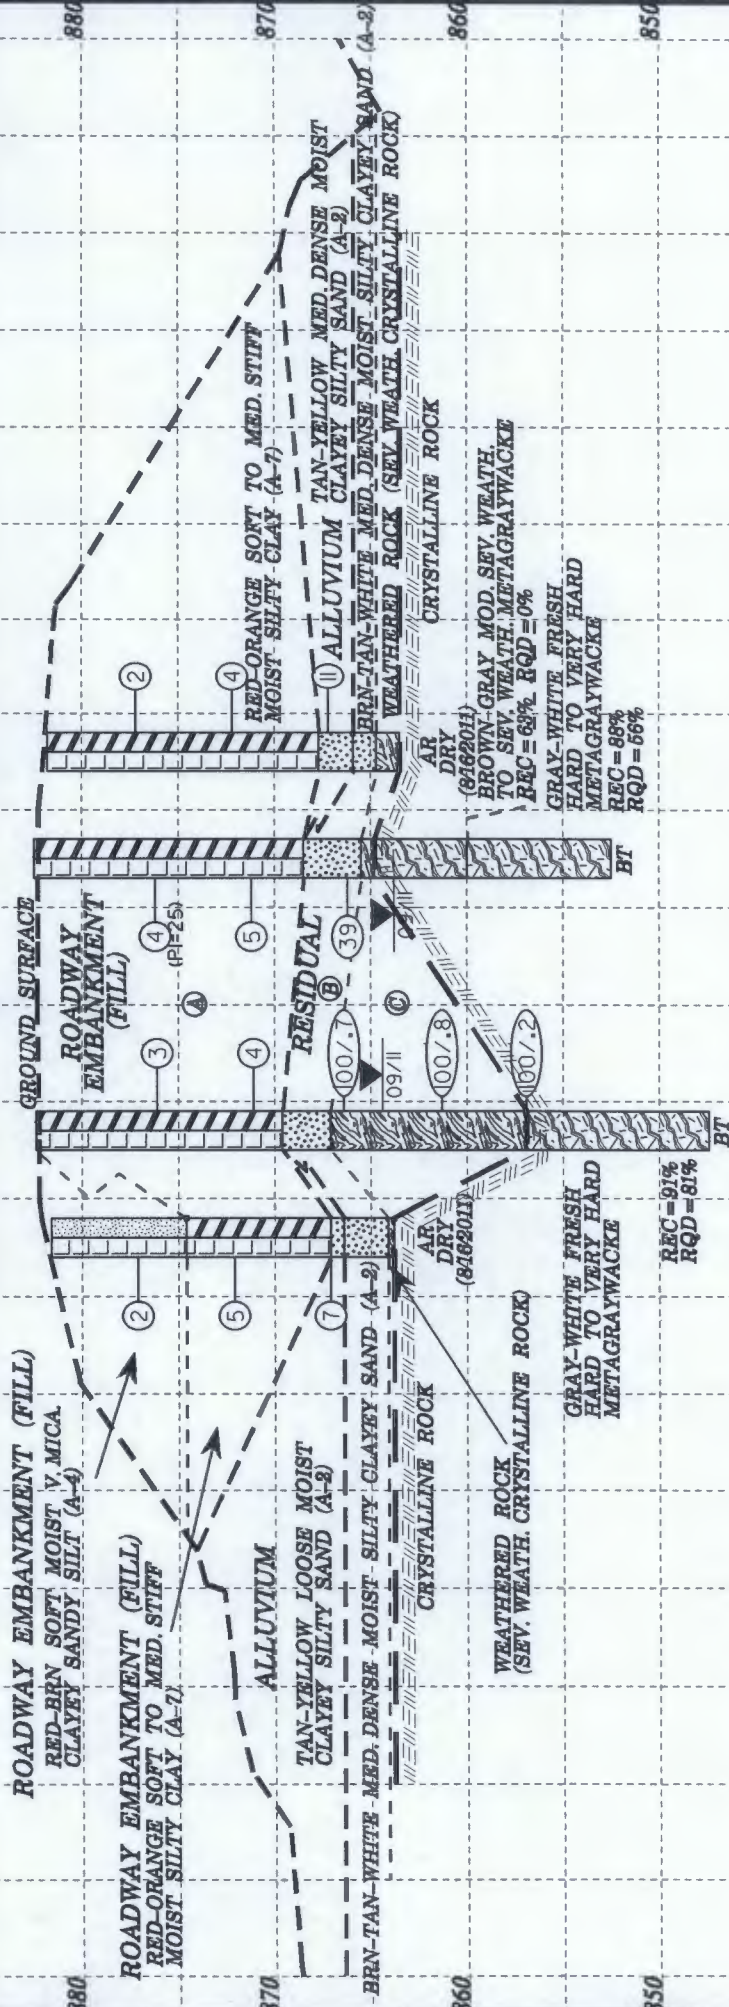 ROADWAY EMBANKMENT (FILL)
RED-BRN SOFT MOIST V. MICA.
CLAYEY SANDY SILT (A-4)
ROADWAY EMBANKMENT (FILL)
RED-ORANGE SOFT TO MED. STIFF
MOIST SILTY CLAY (A-7)
ALLUVIUM
TAN-YELLOW LOOSE MOIST
CLAYEY SILTY SAND (A-2)
BRN-TAN-WHITE MED. DENSE MOIST SILTY CLAYEY SAND (A-2)
CRYSTALLINE ROCK
WEATHERED ROCK
(SEV. WEATH. CRYSTALLINE ROCK)
2
5
7
AR
DRY
(8/16/2011)
GRAY-WHITE FRESH
HARD TO VERY HARD
METAGRAYWACKE
REC=91%
RQD=81%
BT
GROUND SURFACE
ROADWAY
EMBANKMENT
(FILL)
3
4
A
4
(PI=25)
5
RESIDUAL
B
100/.7
39
09/11
C
09/11
100/.8
100/.2
BT
2
4
11
RED-ORANGE SOFT TO MED. STIFF
MOIST SILTY CLAY (A-7)
ALLUVIUM
TAN-YELLOW MED. DENSE MOIST
CLAYEY SILTY SAND (A-2)
BRN-TAN-WHITE MED. DENSE MOIST SILTY CLAYEY SAND (A-2)
WEATHERED ROCK (SEV. WEATH. CRYSTALLINE ROCK)
CRYSTALLINE ROCK
AR
DRY
(8/16/2011)
BROWN-GRAY MOD. SEV. WEATH.
TO SEV. WEATH. METAGRAYWACKE
REC=63% RQD=0%
GRAY-WHITE FRESH
HARD TO VERY HARD
METAGRAYWACKE
REC=88%
RQD=56%
880
870
860
850
880
870
860
850